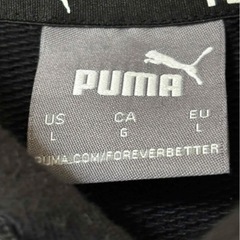 PUMA
US CA EU
L G L
PUMA.COM/FOREVERBETTER